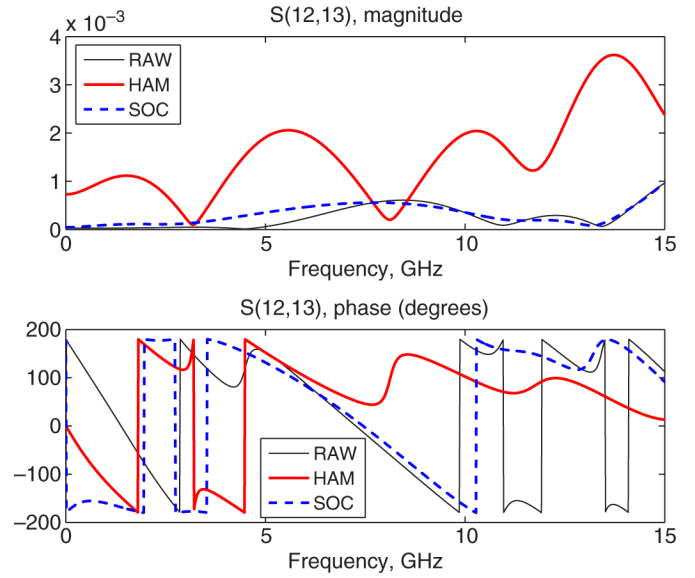 S(12,13), magnitude
x 10⁻³
4
3
2
1
0
RAW
HAM
SOC
0 5 10 15
Frequency, GHz
S(12,13), phase (degrees)
200
100
0
−100
−200
RAW
HAM
SOC
0 5 10 15
Frequency, GHz